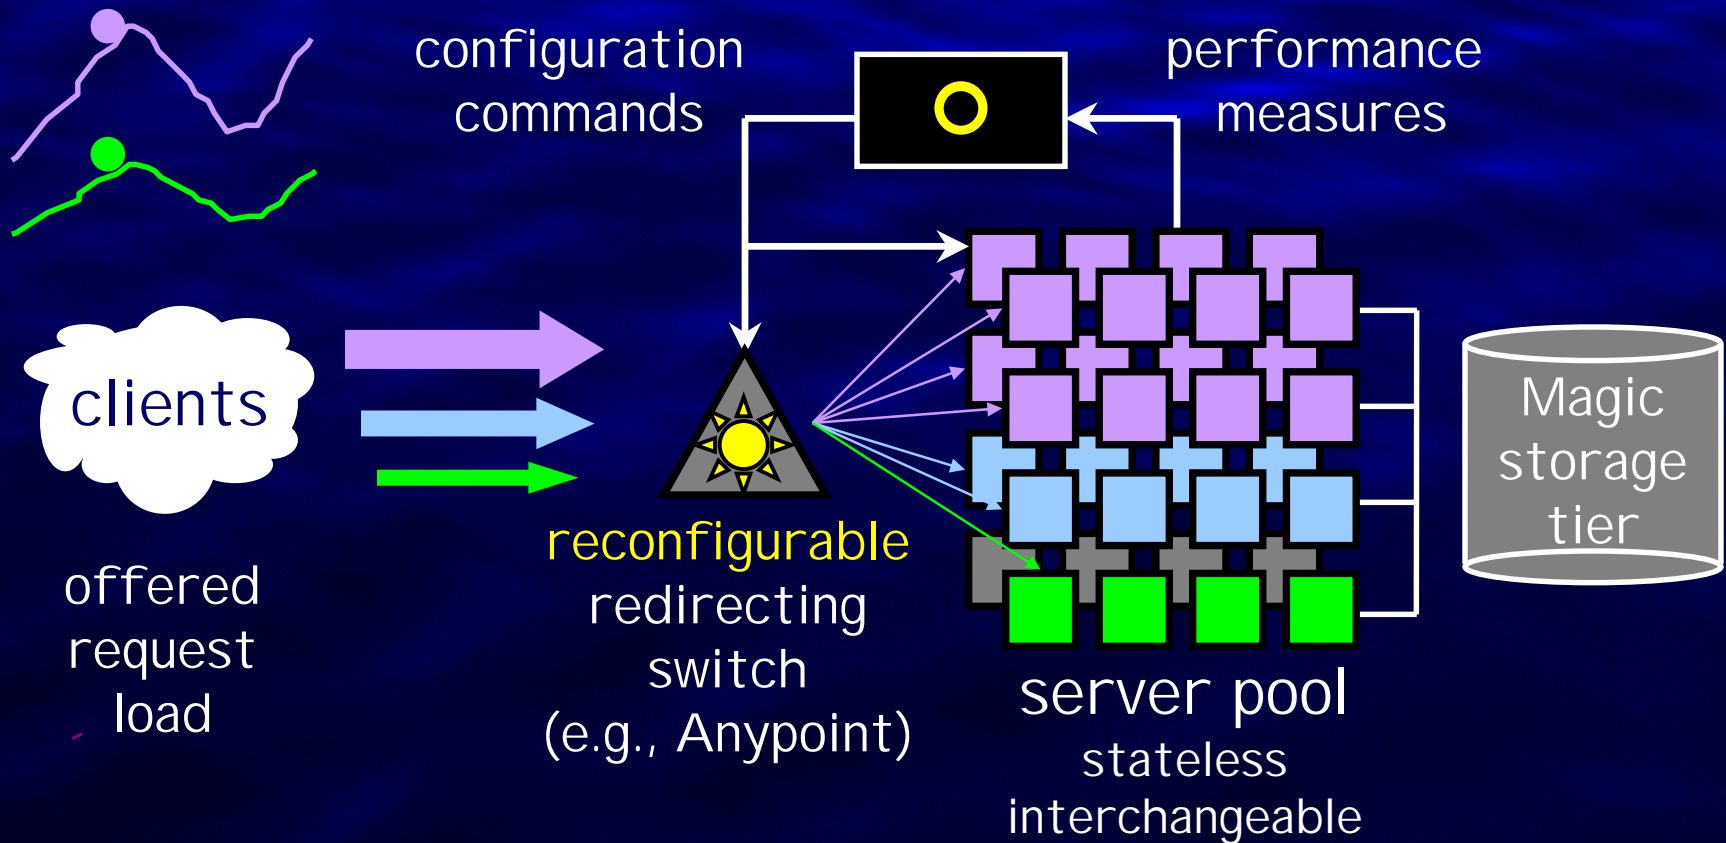 configuration
commands
performance
measures
clients
offered
request
load
reconfigurable
redirecting
switch
(e.g., Anypoint)
server pool
stateless
interchangeable
Magic
storage
tier